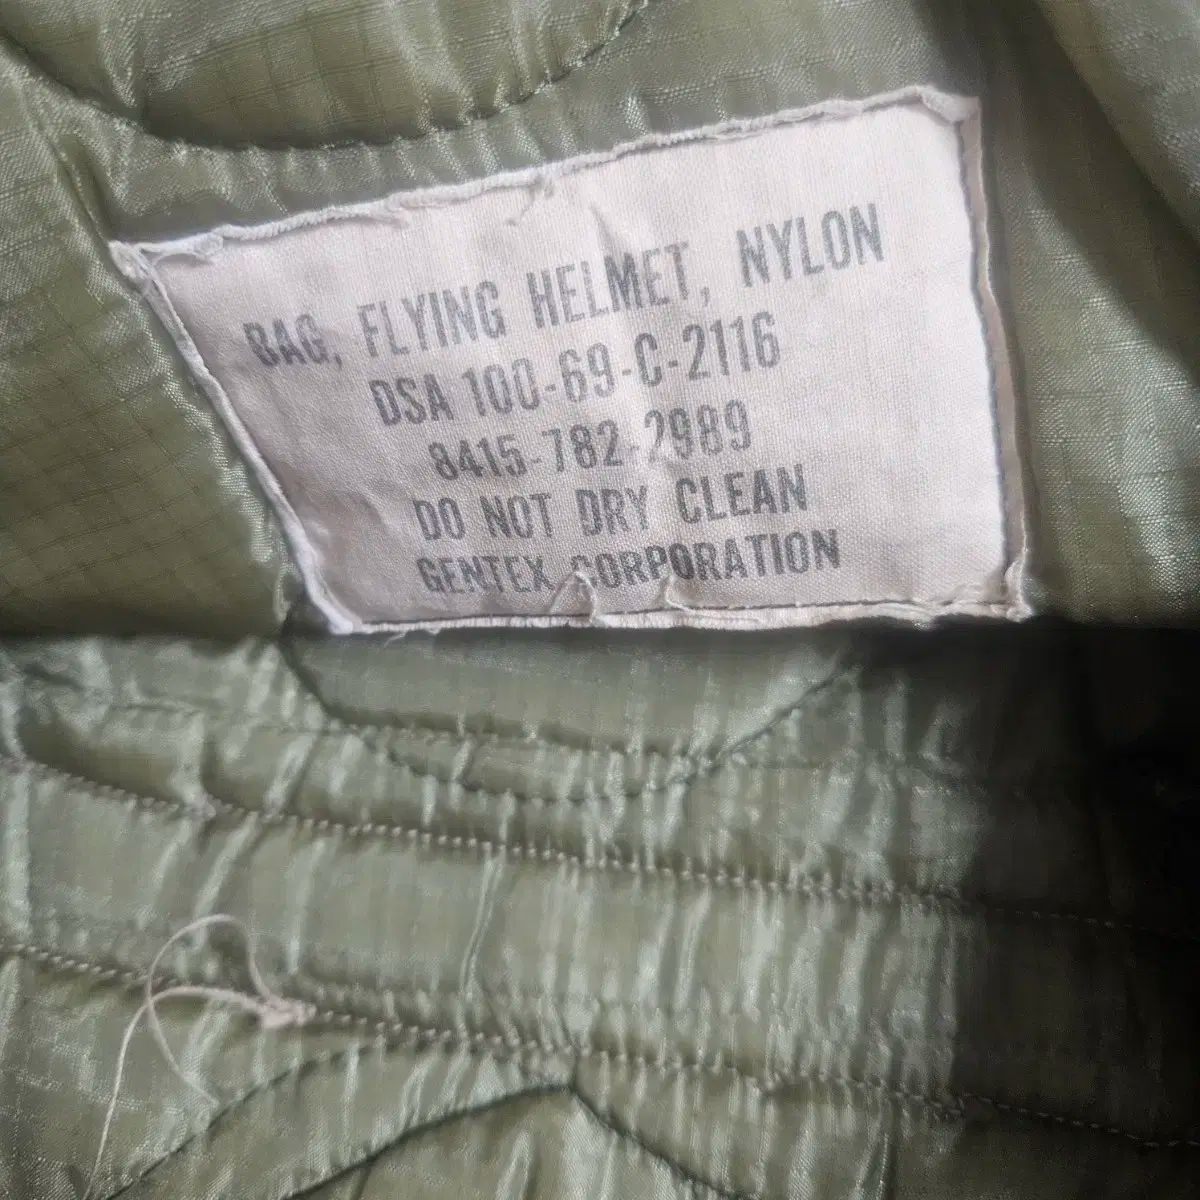 BAG, FLYING HELMET, NYLON
DSA 100-69-C-2116
8415-782-2989
DO NOT DRY CLEAN
GENTEX CORPORATION